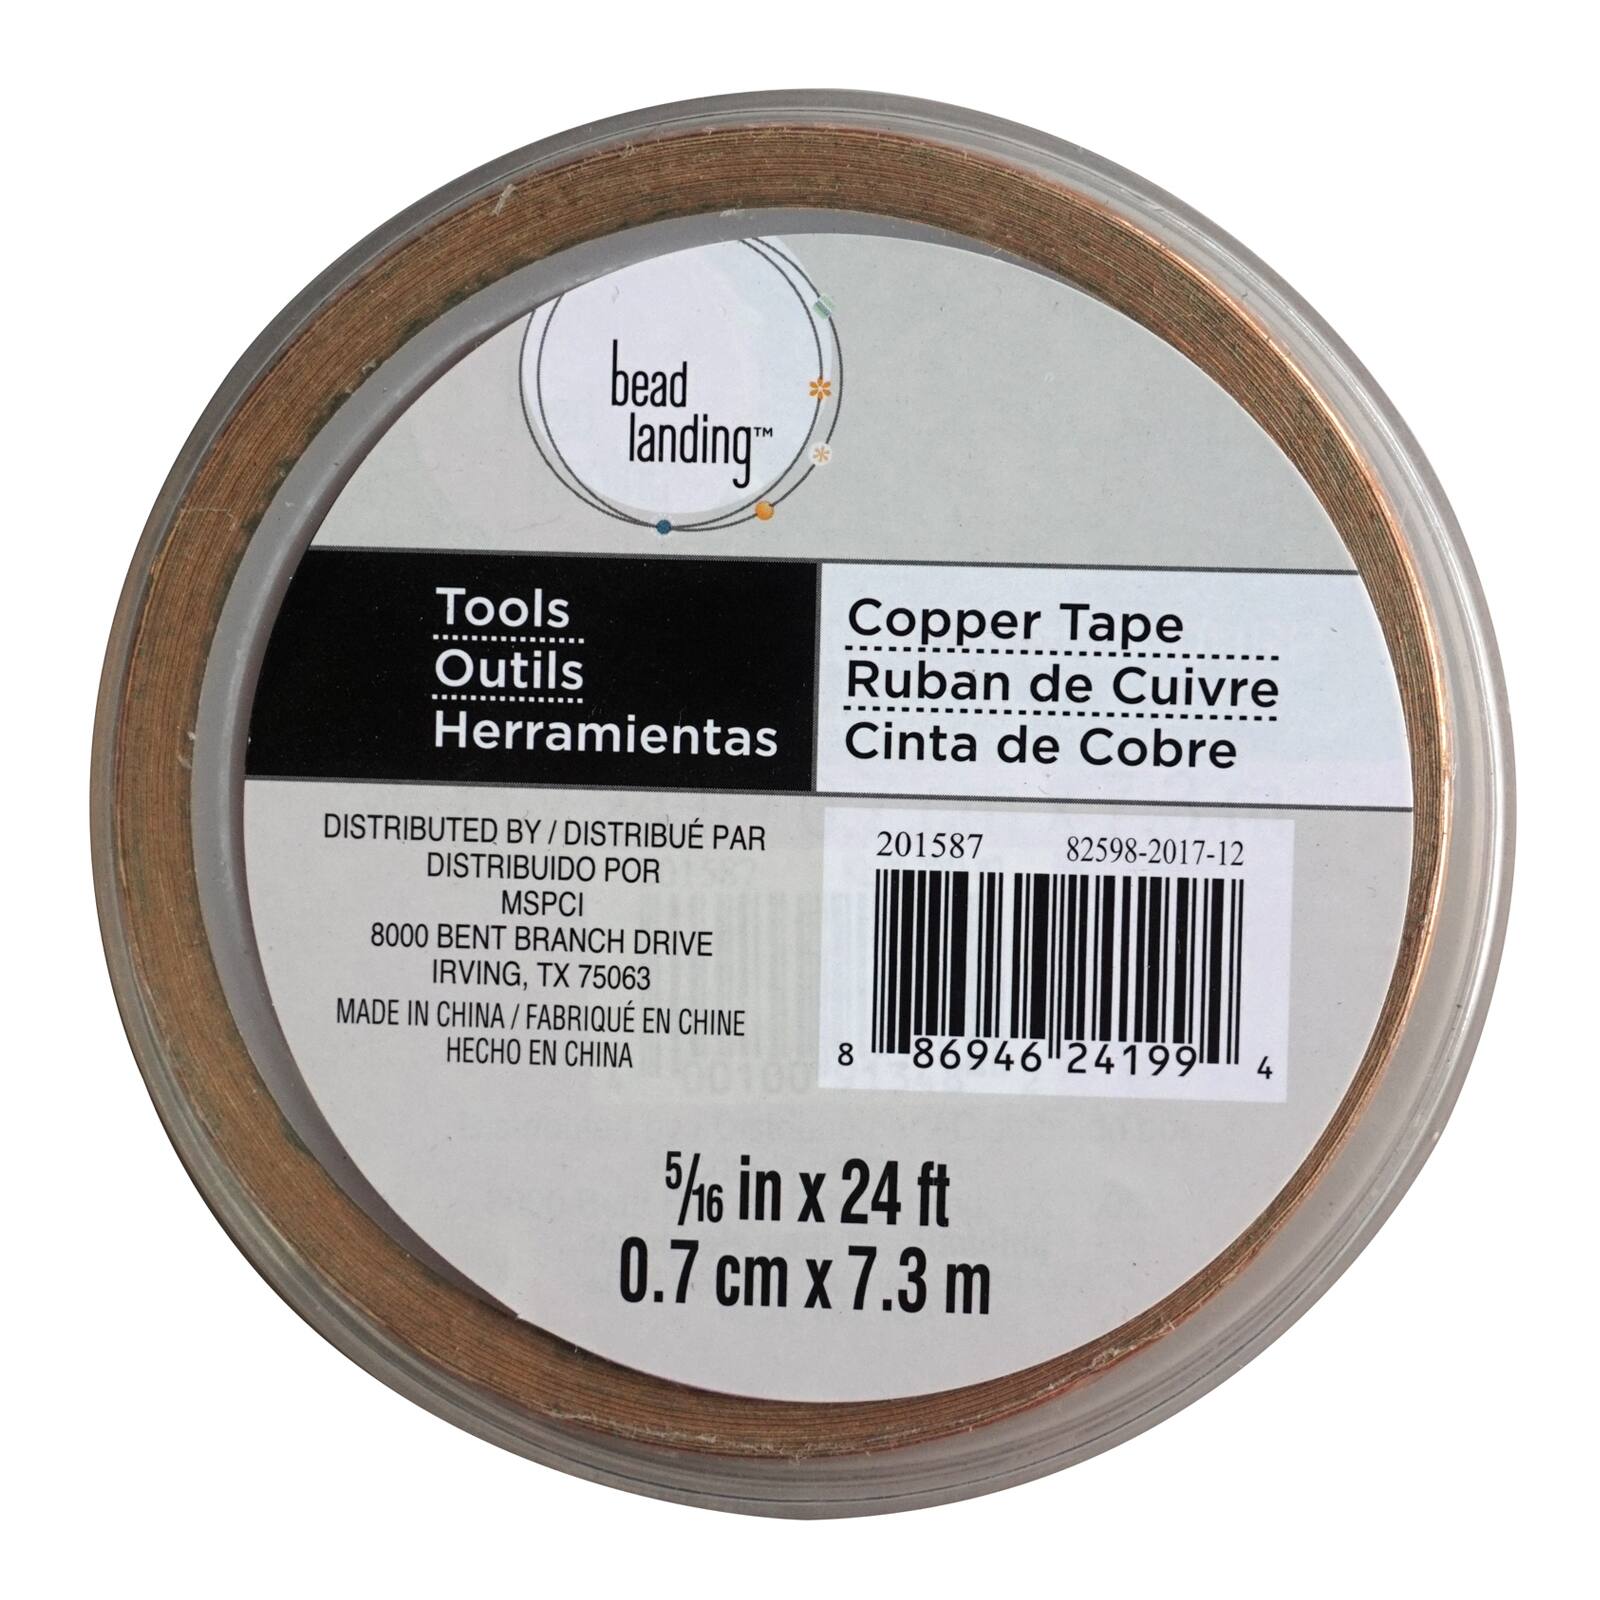 bead
landing™
Tools
Outils
Herramientas
Copper Tape
Ruban de Cuivre
Cinta de Cobre
DISTRIBUTED BY / DISTRIBUÉ PAR
DISTRIBUIDO POR
MSPCI
8000 BENT BRANCH DRIVE
IRVING, TX 75063
MADE IN CHINA / FABRIQUÉ EN CHINE
HECHO EN CHINA
201587 82598-2017-12
8 86946 24199 4
5/16 in x 24 ft
0.7 cm x 7.3 m